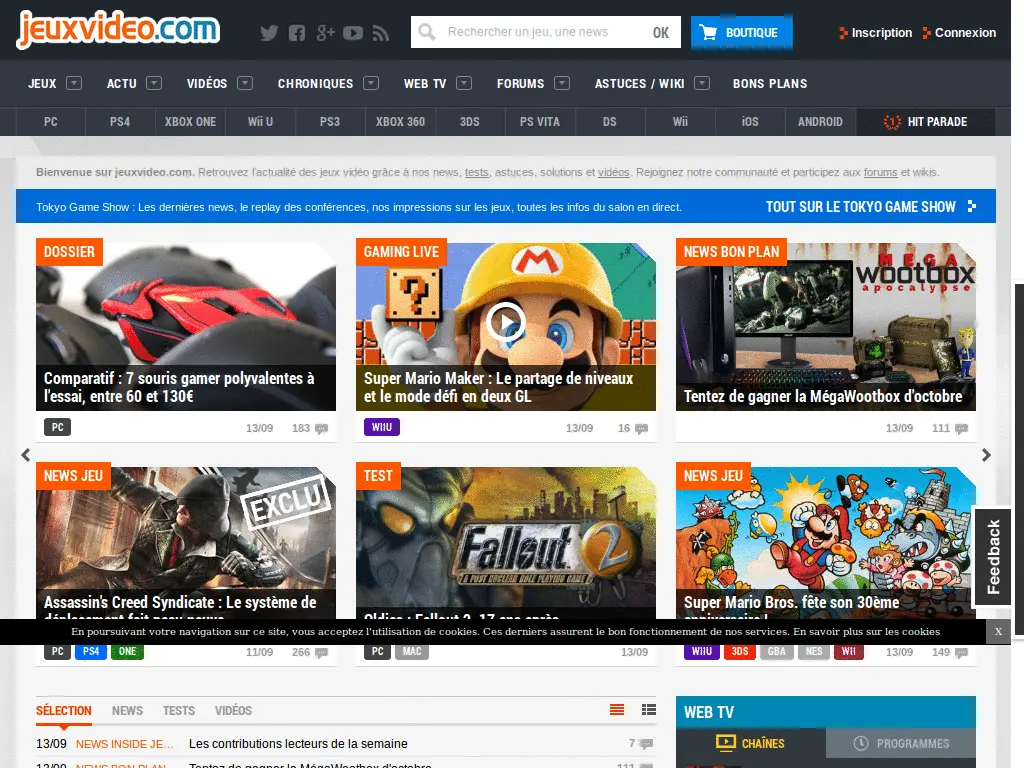 jeuxvideo.com
Rechercher un jeu, une news
OK
BOUTIQUE
Inscription
Connexion
JEUX
ACTU
VIDÉOS
CHRONIQUES
WEB TV
FORUMS
ASTUCES / WIKI
BONS PLANS
PC
PS4
XBOX ONE
Wii U
PS3
XBOX 360
3DS
PS VITA
DS
Wii
iOS
ANDROID
HIT PARADE
Bienvenue sur jeuxvideo.com. Retrouvez l'actualité des jeux vidéo grâce à nos news, tests, astuces, solutions et vidéos. Rejoignez notre communauté et participez aux forums et wikis.
Tokyo Game Show : Les dernières news, le replay des conférences, nos impressions sur les jeux, toutes les infos du salon en direct.
TOUT SUR LE TOKYO GAME SHOW
DOSSIER
Comparatif : 7 souris gamer polyvalentes à
l'essai, entre 60 et 130€
PC
13/09
183
GAMING LIVE
Super Mario Maker : Le partage de niveaux
et le mode défi en deux GL
WIIU
13/09
16
NEWS BON PLAN
MEGA
wootbox
apocalypse
Tentez de gagner la MégaWootbox d'octobre
13/09
111
NEWS JEU
EXCLU
Assassin's Creed Syndicate : Le système de
PC
PS4
ONE
11/09
266
TEST
Fallout 2
A POST NUCLEAR ROLE PLAYING GAME
Oldies : Fallout 2, 17 ans après
PC
MAC
13/09
NEWS JEU
Super Mario Bros. fête son 30ème
anniversaire !
WIIU
3DS
GBA
NES
WII
13/09
149
Feedback
En poursuivant votre navigation sur ce site, vous acceptez l'utilisation de cookies. Ces derniers assurent le bon fonctionnement de nos services. En savoir plus sur les cookies
X
SÉLECTION
NEWS
TESTS
VIDÉOS
13/09
NEWS INSIDE JE...
Les contributions lecteurs de la semaine
7
13/09
NEWS BON PLAN
Tentez de gagner la MégaWootbox d'octobre
111
WEB TV
CHAÎNES
PROGRAMMES